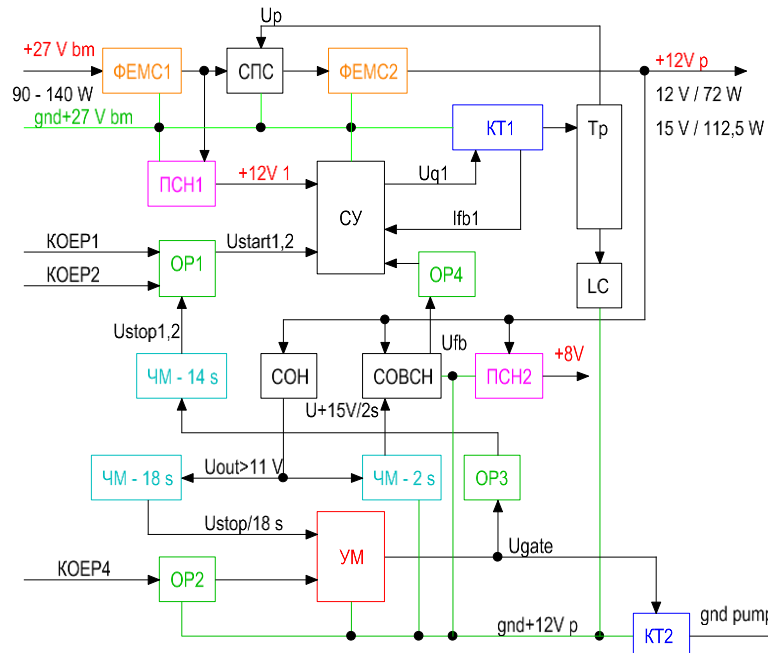 Up
+27 V bm
ФЕМС1
СПС
ФЕМС2
+12V p
90 - 140 W
12 V / 72 W
gnd+27 V bm
КТ1
Тр
15 V / 112,5 W
ПСН1
+12V 1
Uq1
СУ
Ifb1
КОЕР1
Ustart1,2
ОР1
КОЕР2
ОР4
LC
Ustop1,2
Ufb
+8V
ЧМ - 14 s
СОН
СОВСН
ПСН2
U+15V/2s
ЧМ - 18 s
Uout>11 V
ЧМ - 2 s
ОР3
Ustop/18 s
УМ
Ugate
КОЕР4
ОР2
gnd+12V p
КТ2
gnd pump